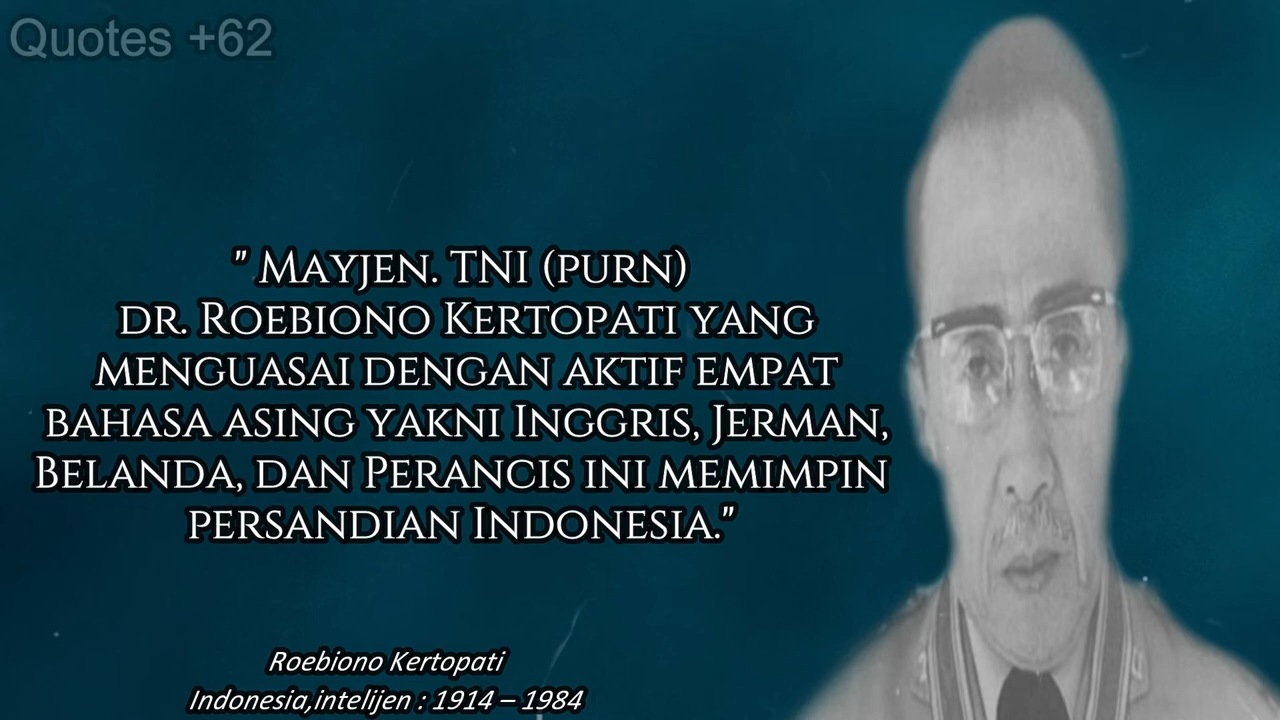 Quotes +62
" Mayjen. TNI (purn)
dr. Roebiono Kertopati yang
menguasai dengan aktif empat
bahasa asing yakni Inggris, Jerman,
Belanda, dan Perancis ini memimpin
persandian Indonesia."
Roebiono Kertopati
Indonesia,intelijen : 1914 – 1984